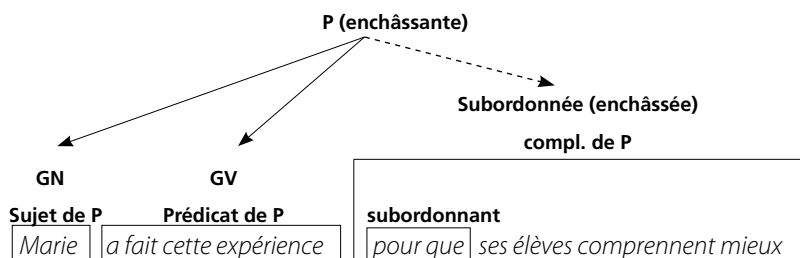 P (enchâssante)
Subordonnée (enchâssée)
compl. de P
GN GV
Sujet de P Prédicat de P subordonnant
Marie a fait cette expérience pour que ses élèves comprennent mieux